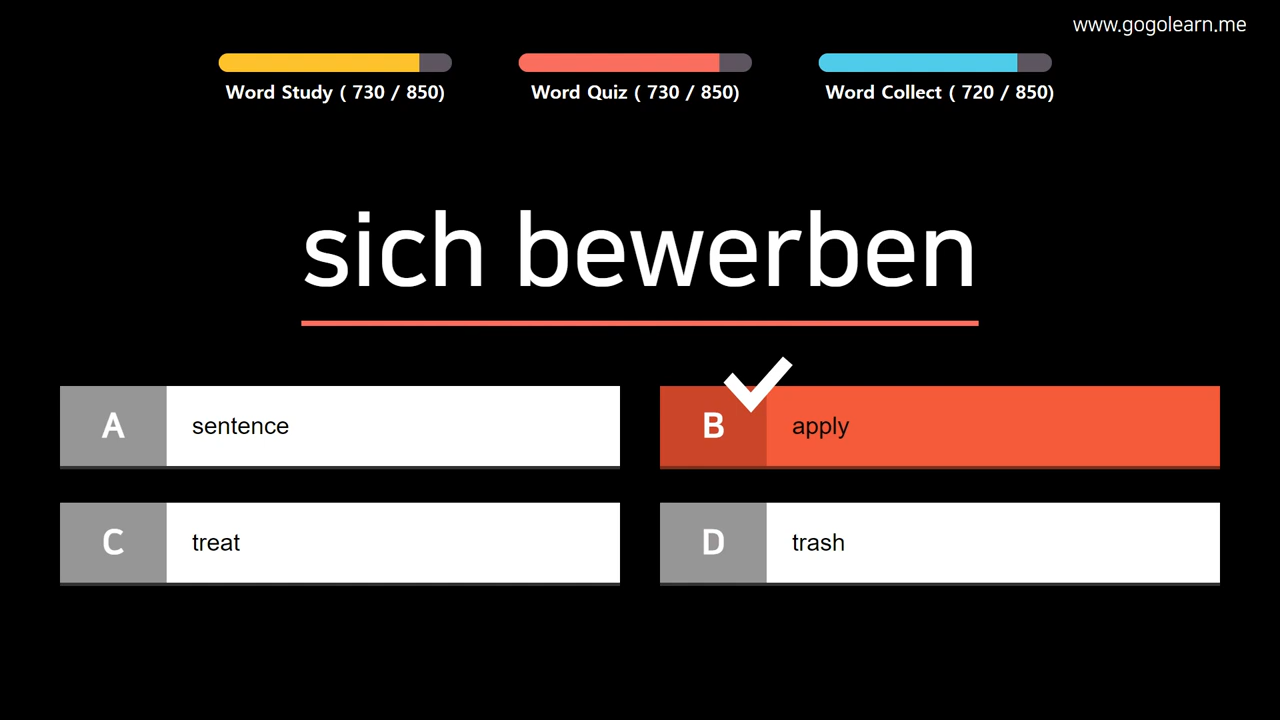 www.gogolearn.me
Word Study ( 730 / 850) Word Quiz ( 730 / 850) Word Collect ( 720 / 850)
sich bewerben
A sentence
B apply
C treat
D trash